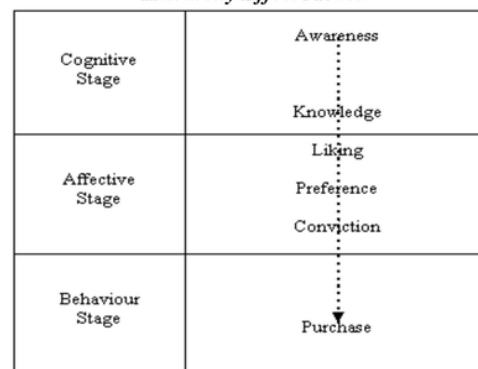 Cognitive
Stage
Awareness
Knowledge
Affective
Stage
Liking
Preference
Conviction
Behaviour
Stage
Purchase